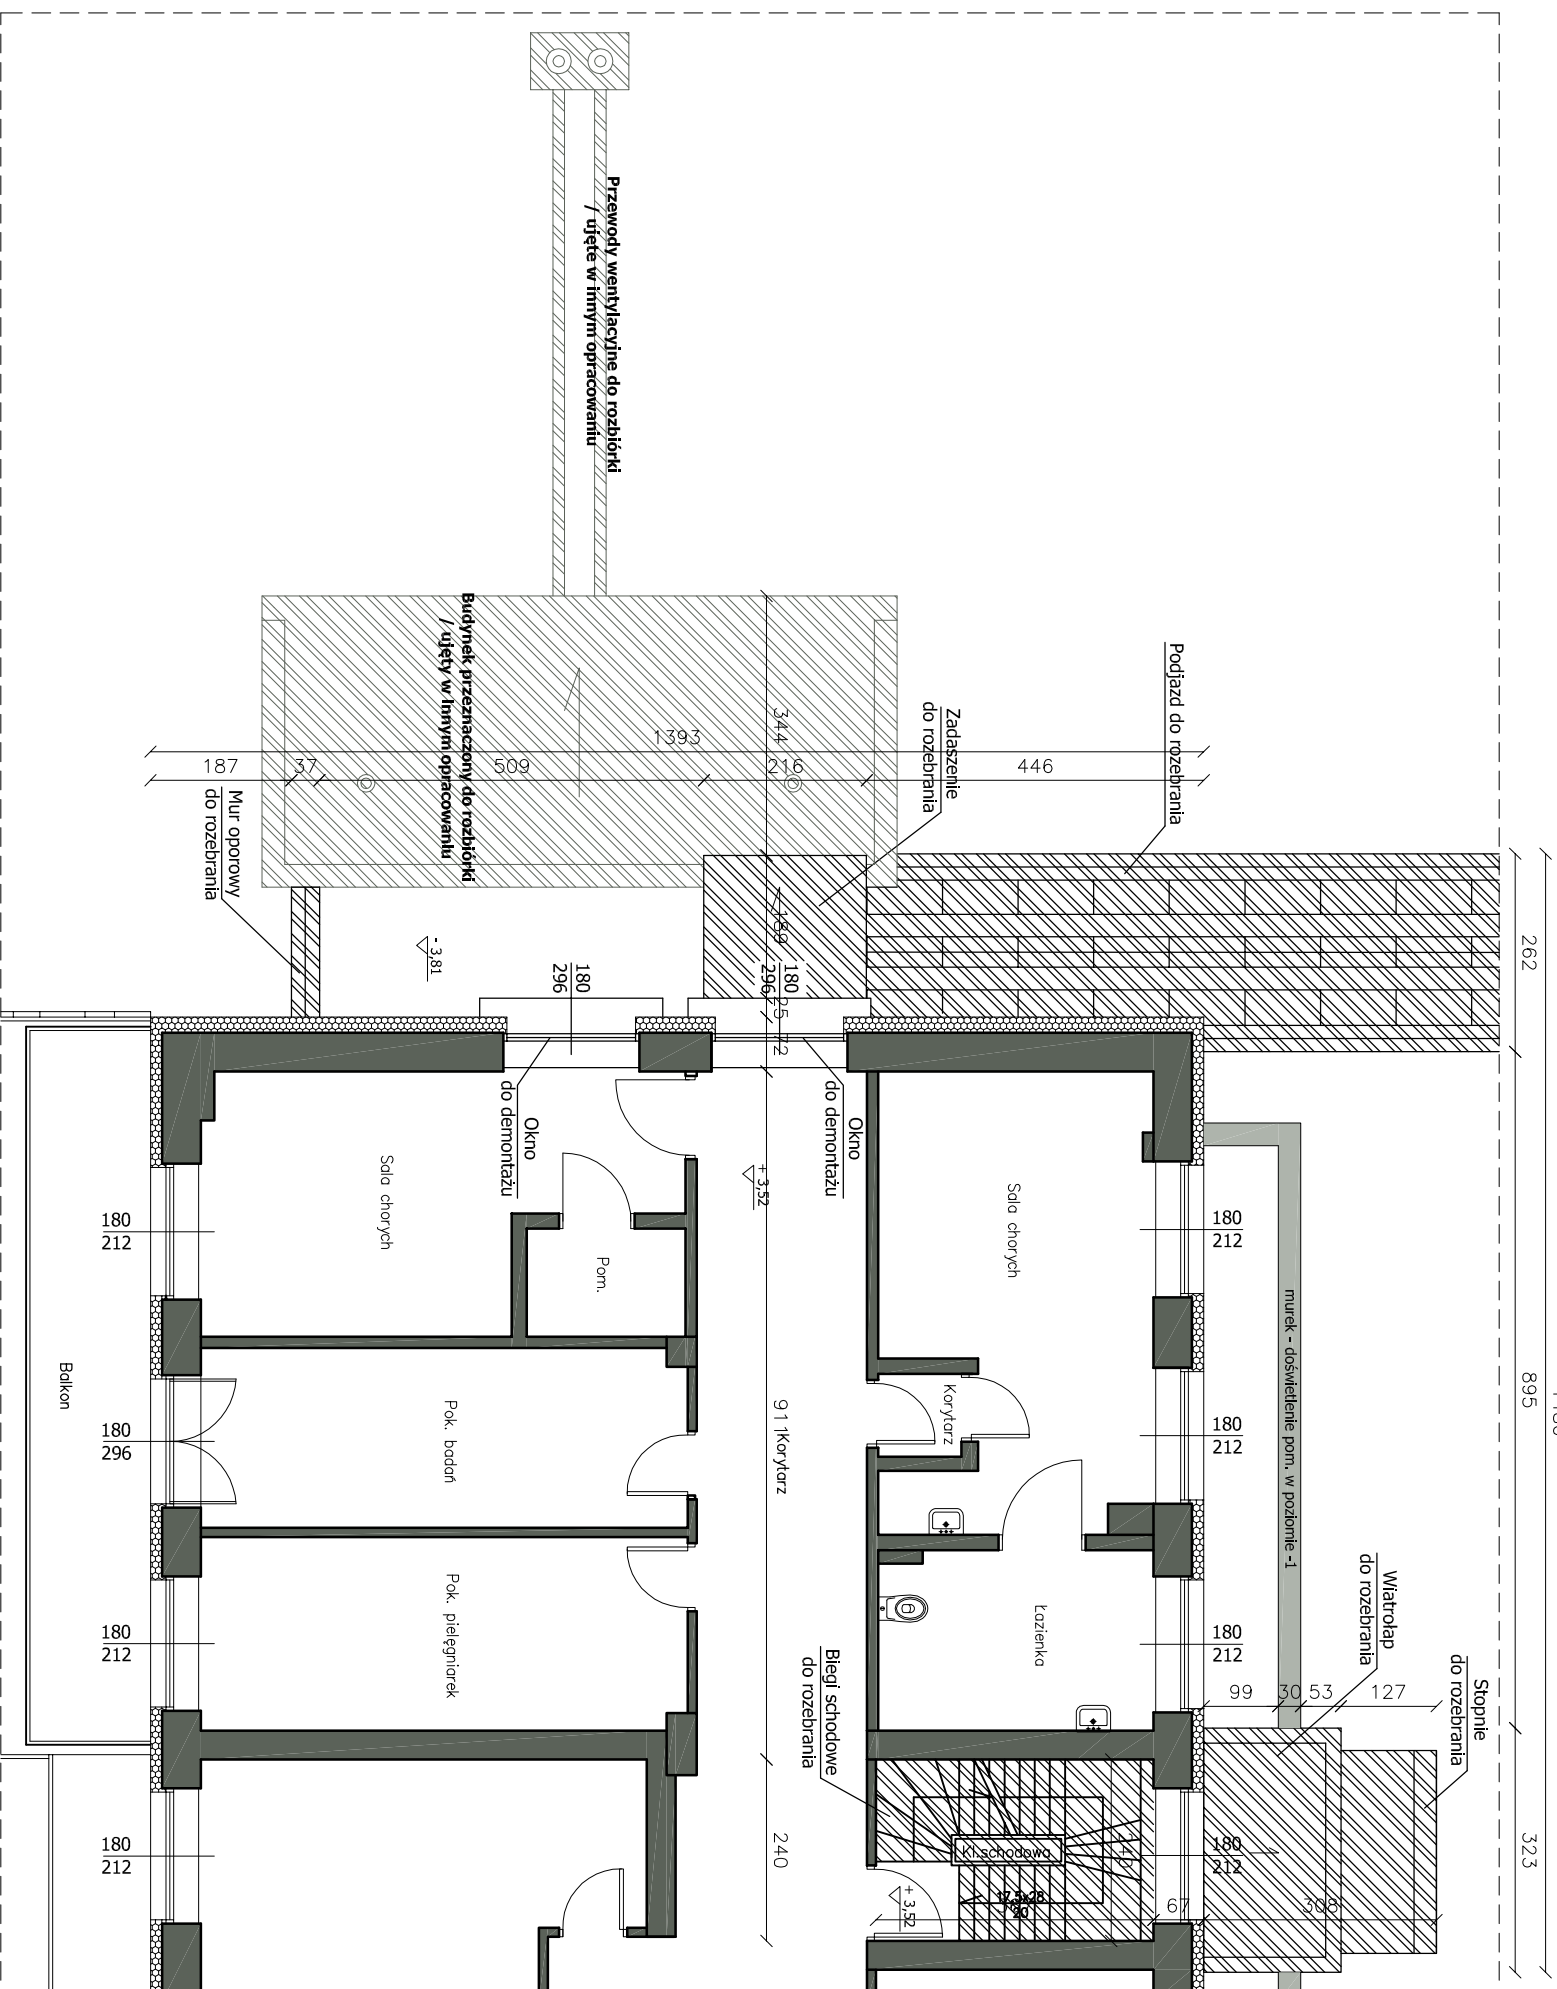 Przewody wentylacyjne do rozbiórki
/ ujęte w innym opracowaniu
Budynek przeznaczony do rozbiórki
/ ujęty w innym opracowaniu
Podjazd do rozebrania
Zadaszenie
do rozebrania
Mur oporowy
do rozebrania
1393
187
37
509
216
446
344
189
25
72
262
895
323
- 3,81
180
296
180
296
Okno
do demontażu
Okno
do demontażu
+ 3,52
Sala chorych
Sala chorych
Pom.
180
212
180
212
Balkon
Pok. badań
911
Korytarz
Korytarz
180
296
180
212
murek - doświetlenie pom. w poziomie -1
Pok. pielęgniarek
Łazienka
180
212
180
212
Wiatrołap
do rozebrania
Stopnie
do rozebrania
Biegi schodowe
do rozebrania
99
30
53
127
240
Kl.schodowa
17,5x28
20
+ 3,52
67
308
180
212
180
212